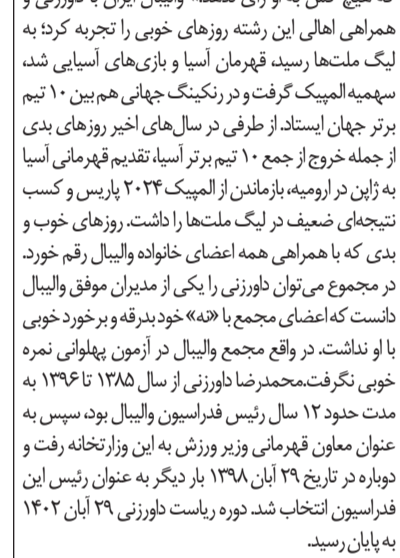 همراهی اهالی این رشته روزهای خوبی را تجربه کرد؛ به
لیگ ملت‌ها رسید، قهرمان آسیا و بازی‌های آسیایی شد،
سهمیه المپیک گرفت و در رنکینگ جهانی هم بین ۱۰ تیم
برتر جهان ایستاد. از طرفی در سال‌های اخیر روزهای بدی
از جمله خروج از جمع ۱۰ تیم برتر آسیا، تقدیم قهرمانی آسیا
به ژاپن در ارومیه، بازماندن از المپیک ۲۰۲۴ پاریس و کسب
نتیجه‌ای ضعیف در لیگ ملت‌ها را داشت. روزهای خوب و
بدی که با همراهی همه اعضای خانواده والیبال رقم خورد.
در مجموع می‌توان داورزنی را یکی از مدیران موفق والیبال
دانست که اعضای مجمع با «نه» خود بدرقه و برخورد خوبی
با او نداشت. در واقع مجمع والیبال در آزمون پهلوانی نمره
خوبی نگرفت.محمدرضا داورزنی از سال ۱۳۸۵ تا ۱۳۹۶ به
مدت حدود ۱۲ سال رئیس فدراسیون والیبال بود، سپس به
عنوان معاون قهرمانی وزیر ورزش به این وزارتخانه رفت و
دوباره در تاریخ ۲۹ آبان ۱۳۹۸ بار دیگر به عنوان رئیس این
فدراسیون انتخاب شد. دوره ریاست داورزنی ۲۹ آبان ۱۴۰۲
به پایان رسید.